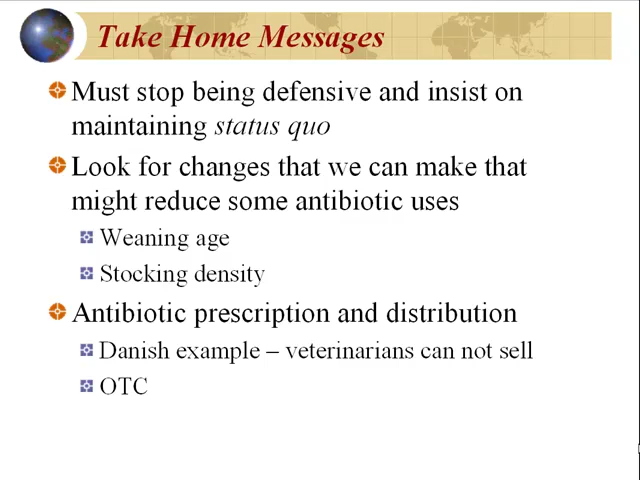 Take Home Messages
Must stop being defensive and insist on
maintaining status quo
Look for changes that we can make that
might reduce some antibiotic uses
Weaning age
Stocking density
Antibiotic prescription and distribution
Danish example – veterinarians can not sell
OTC